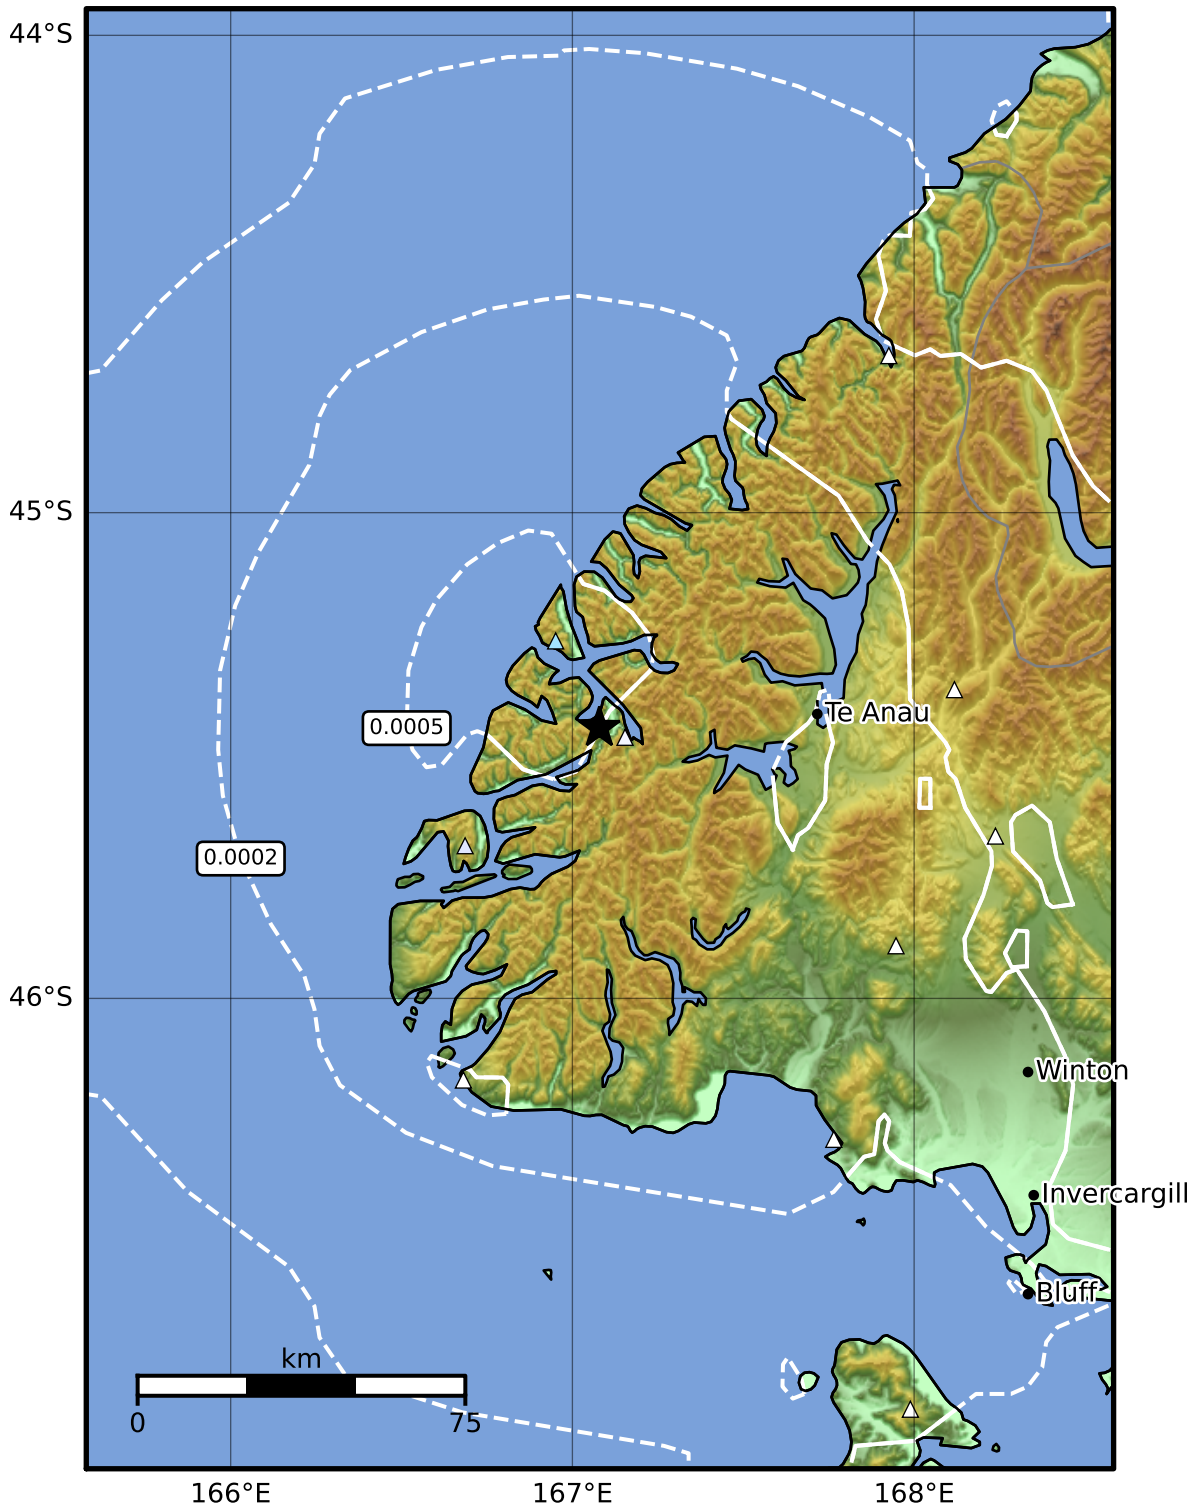 44°S
45°S
0.0005
Te Anau
0.0002
46°S
Winton
Invercargill
Bluff
km
0 75
166°E 167°E 168°E